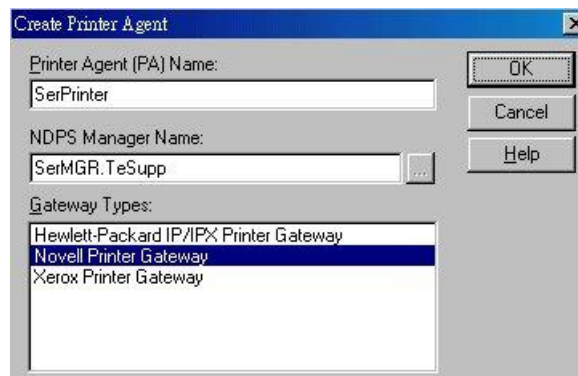 Create Printer Agent
Printer Agent (PA) Name:
SerPrinter
OK
Cancel
NDPS Manager Name:
SerMGR.TeSupp
...
Help
Gateway Types:
Hewlett-Packard IP/IPX Printer Gateway
Novell Printer Gateway
Xerox Printer Gateway